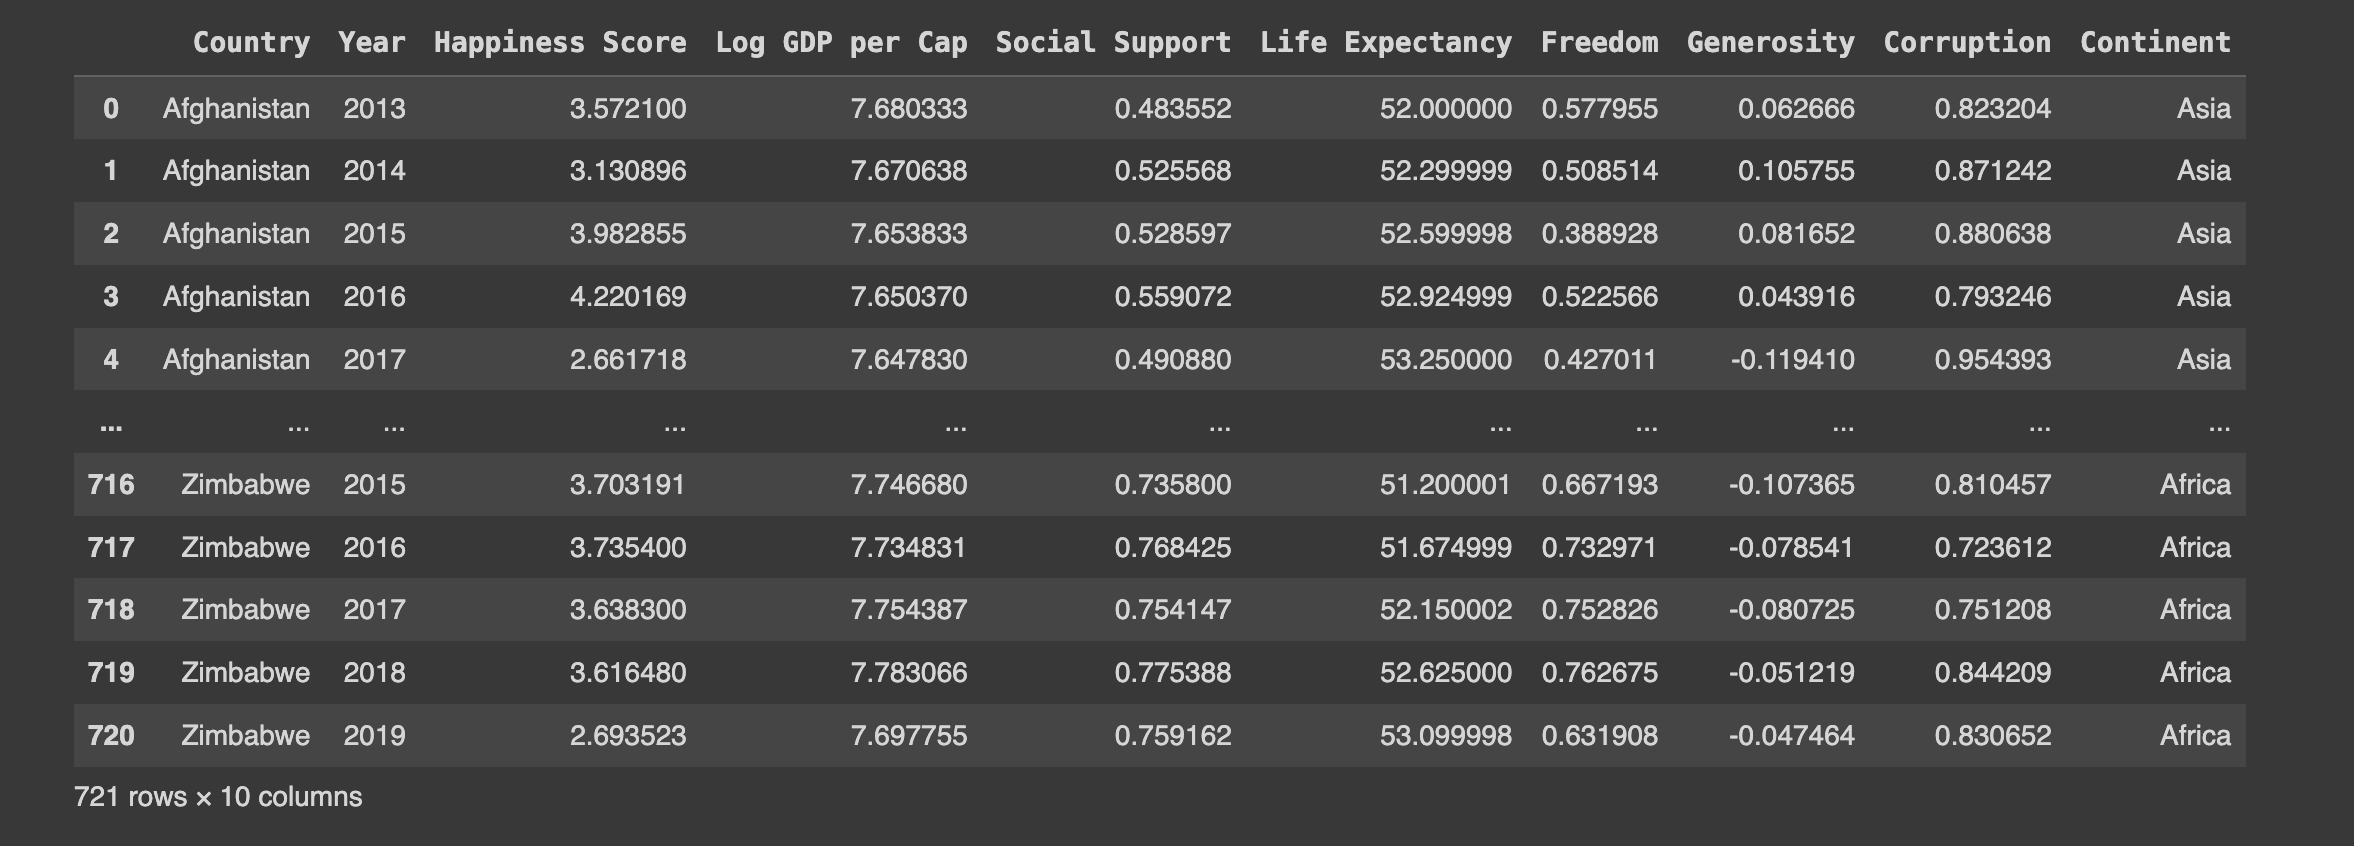 Country Year Happiness Score Log GDP per Cap Social Support Life Expectancy Freedom Generosity Corruption Continent
0 Afghanistan 2013 3.572100 7.680333 0.483552 52.000000 0.577955 0.062666 0.823204 Asia
1 Afghanistan 2014 3.130896 7.670638 0.525568 52.299999 0.508514 0.105755 0.871242 Asia
2 Afghanistan 2015 3.982855 7.653833 0.528597 52.599998 0.388928 0.081652 0.880638 Asia
3 Afghanistan 2016 4.220169 7.650370 0.559072 52.924999 0.522566 0.043916 0.793246 Asia
4 Afghanistan 2017 2.661718 7.647830 0.490880 53.250000 0.427011 -0.119410 0.954393 Asia
... ... ... ... ... ... ... ... ... ... ...
716 Zimbabwe 2015 3.703191 7.746680 0.735800 51.200001 0.667193 -0.107365 0.810457 Africa
717 Zimbabwe 2016 3.735400 7.734831 0.768425 51.674999 0.732971 -0.078541 0.723612 Africa
718 Zimbabwe 2017 3.638300 7.754387 0.754147 52.150002 0.752826 -0.080725 0.751208 Africa
719 Zimbabwe 2018 3.616480 7.783066 0.775388 52.625000 0.762675 -0.051219 0.844209 Africa
720 Zimbabwe 2019 2.693523 7.697755 0.759162 53.099998 0.631908 -0.047464 0.830652 Africa
721 rows × 10 columns